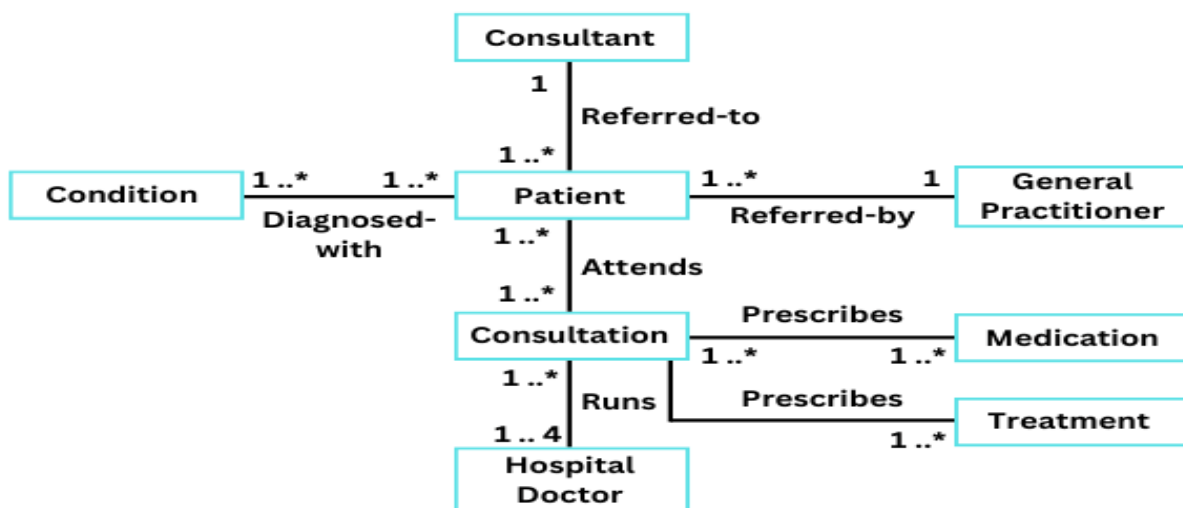 Consultant
1
Referred-to
1 ..*
Condition
1 ..*
1 ..*
Diagnosed-
with
Patient
1 ..*
1
Referred-by
General
Practitioner
1 ..*
Attends
1 ..*
Consultation
Prescribes
1 ..*
1 ..*
Medication
1 ..*
Runs
1 .. 4
Prescribes
1 ..*
Treatment
Hospital
Doctor